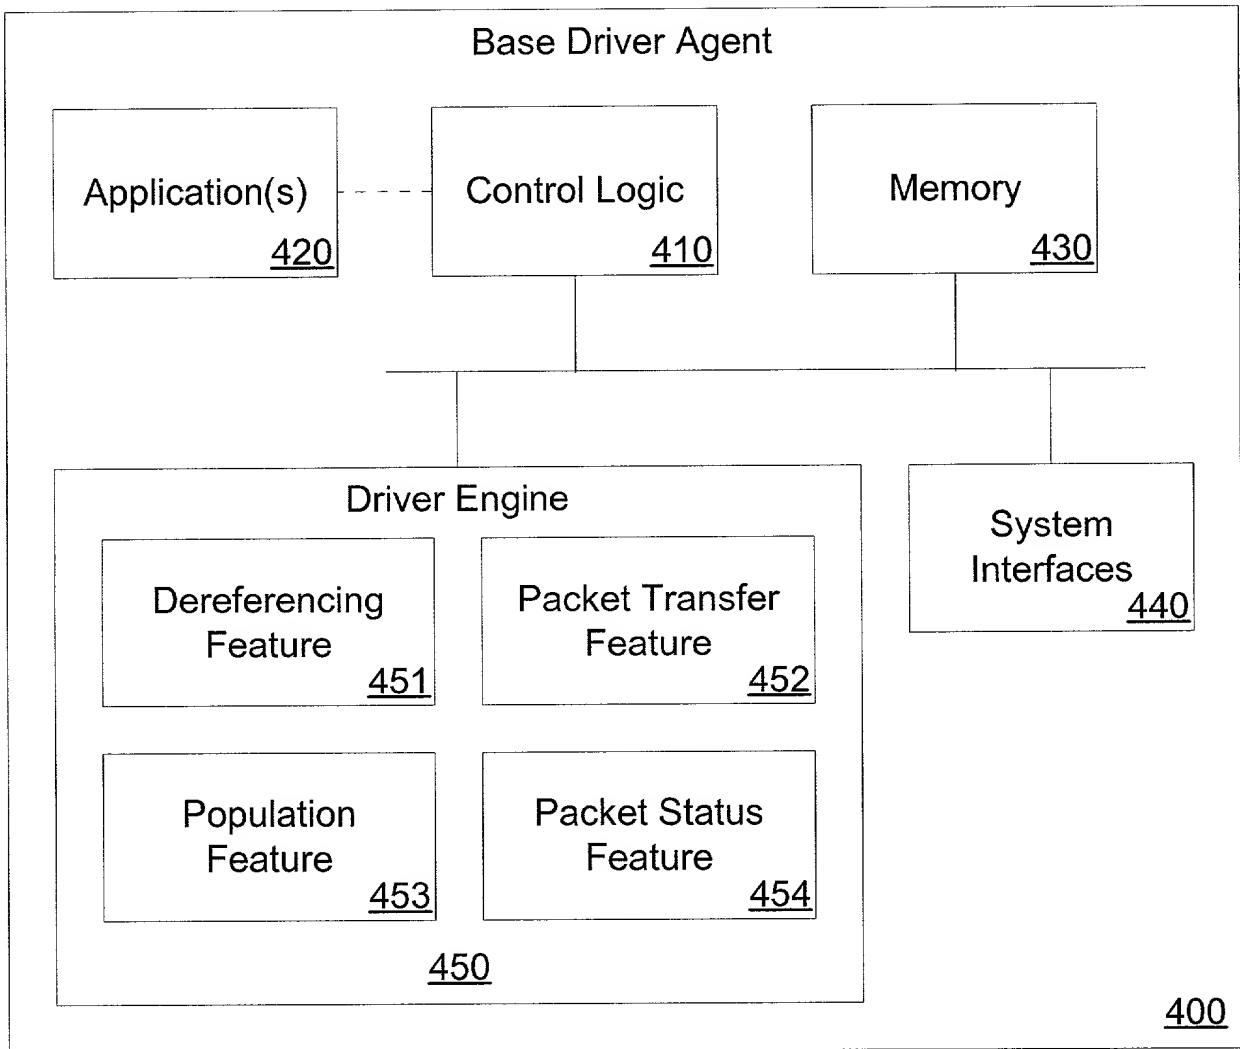 Base Driver Agent
Application(s)
420
Control Logic
410
Memory
430
Driver Engine
Dereferencing
Feature
451
Packet Transfer
Feature
452
Population
Feature
453
Packet Status
Feature
454
450
System
Interfaces
440
400